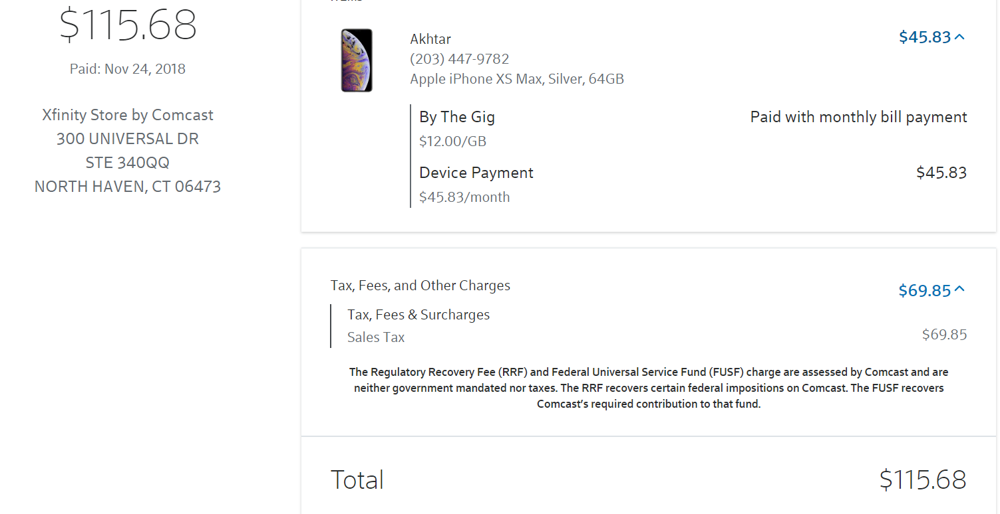 $115.68
Paid: Nov 24, 2018
Xfinity Store by Comcast
300 UNIVERSAL DR
STE 340QQ
NORTH HAVEN, CT 06473
Akhtar
$45.83
(203) 447-9782
Apple iPhone XS Max, Silver, 64GB
By The Gig
Paid with monthly bill payment
$12.00/GB
Device Payment
$45.83
$45.83/month
Tax, Fees, and Other Charges
$69.85
Tax, Fees & Surcharges
Sales Tax
$69.85
The Regulatory Recovery Fee (RRF) and Federal Universal Service Fund (FUSF) charge are assessed by Comcast and are
neither government mandated nor taxes. The RRF recovers certain federal impositions on Comcast. The FUSF recovers
Comcast's required contribution to that fund.
Total
$115.68